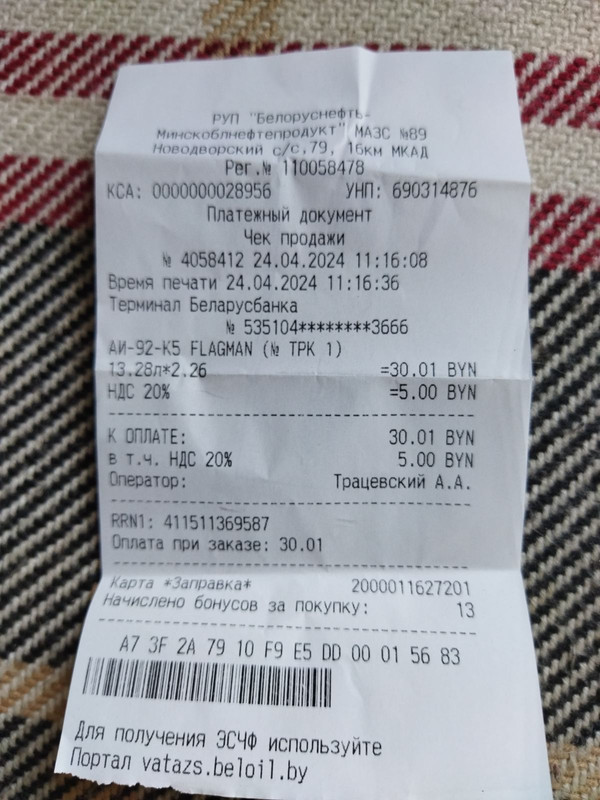 РУП "Белоруснефть-
Минскоблнефтепродукт" МАЗС №89
Новодворский с/с,79, 16км МКАД
Рег.№ 110058478
КСА: 0000000028956 УНП: 690314876
Платежный документ
Чек продажи
№ 4058412 24.04.2024 11:16:08
Время печати 24.04.2024 11:16:36
Терминал Беларусбанка
№ 535104********3666
АИ-92-К5 FLAGMAN (№ ТРК 1)
13.28л*2.26 =30.01 BYN
НДС 20% =5.00 BYN
К ОПЛАТЕ: 30.01 BYN
в т.ч. НДС 20% 5.00 BYN
Оператор: Трацевский А.А.
RRN1: 411511369587
Оплата при заказе: 30.01
Карта *Заправка* 2000011627201
Начислено бонусов за покупку: 13
A7 3F 2A 79 10 F9 E5 DD 00 01 56 83
Для получения ЭСЧФ используйте
Портал vatazs.beloil.by